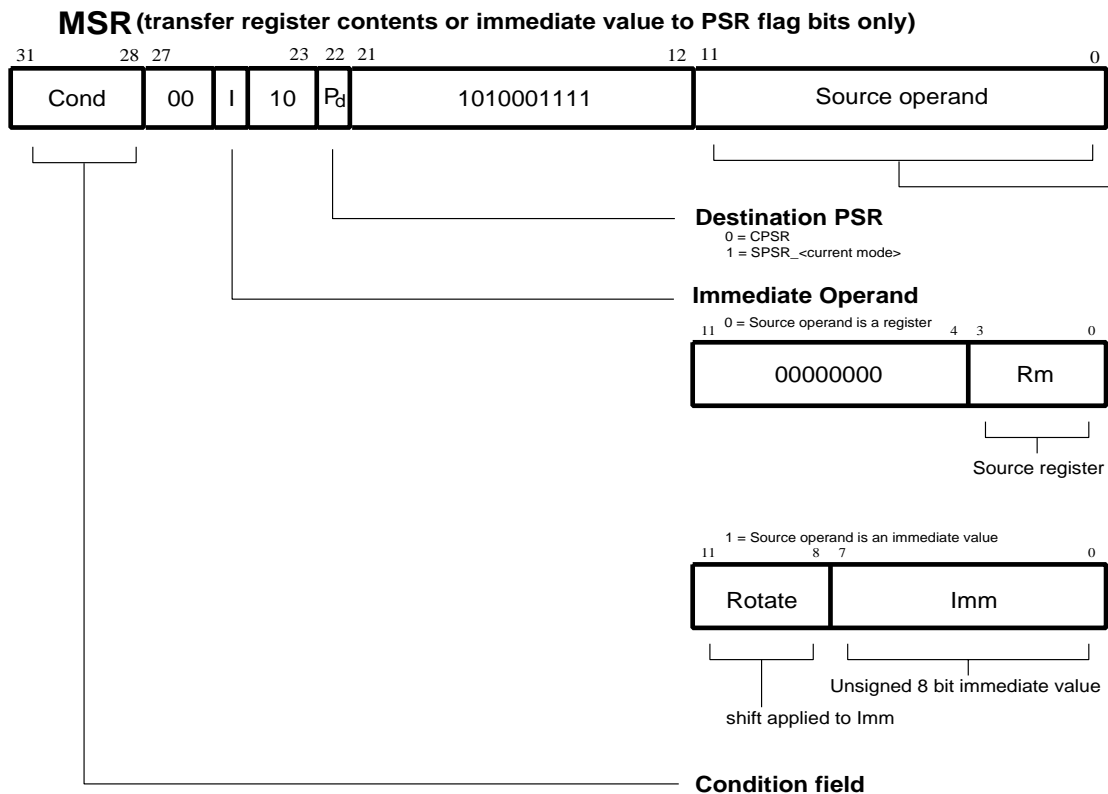 MSR (transfer register contents or immediate value to PSR flag bits only)
31 28 27 23 22 21 12 11 0
Cond 00 I 10 Pd 1010001111 Source operand
Destination PSR
0 = CPSR
1 = SPSR_<current mode>
Immediate Operand
0 = Source operand is a register
11 4 3 0
00000000 Rm
Source register
1 = Source operand is an immediate value
11 8 7 0
Rotate Imm
Unsigned 8 bit immediate value
shift applied to Imm
Condition field